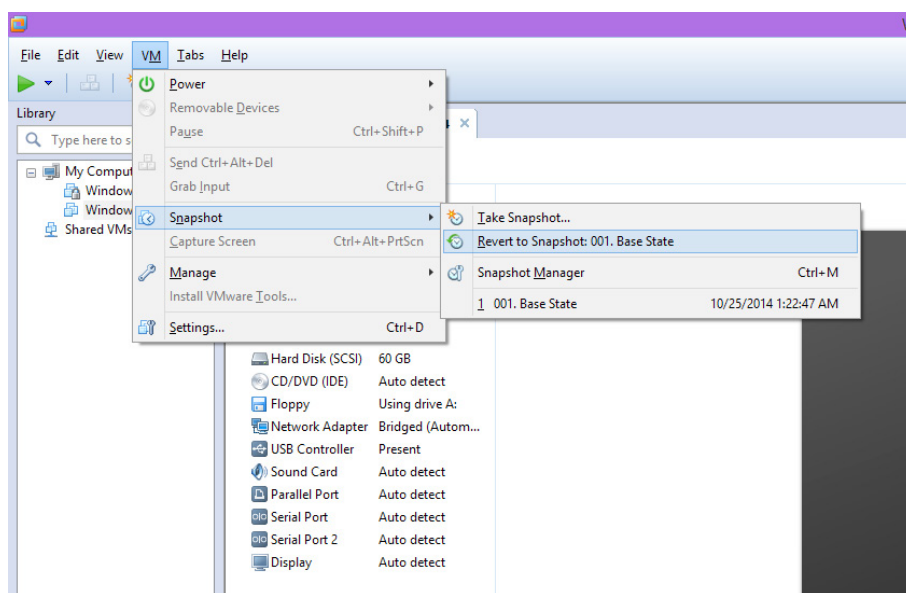 File Edit View VM Tabs Help
Library
Type here to s
My Comput
Window
Window
Shared VMs
Power
Removable Devices
Pause Ctrl+Shift+P
Send Ctrl+Alt+Del
Grab Input Ctrl+G
Snapshot
Capture Screen Ctrl+Alt+PrtScn
Manage
Install VMware Tools...
Settings... Ctrl+D
Take Snapshot...
Revert to Snapshot: 001. Base State
Snapshot Manager Ctrl+M
1 001. Base State 10/25/2014 1:22:47 AM
Hard Disk (SCSI) 60 GB
CD/DVD (IDE) Auto detect
Floppy Using drive A:
Network Adapter Bridged (Autom...
USB Controller Present
Sound Card Auto detect
Parallel Port Auto detect
Serial Port Auto detect
Serial Port 2 Auto detect
Display Auto detect